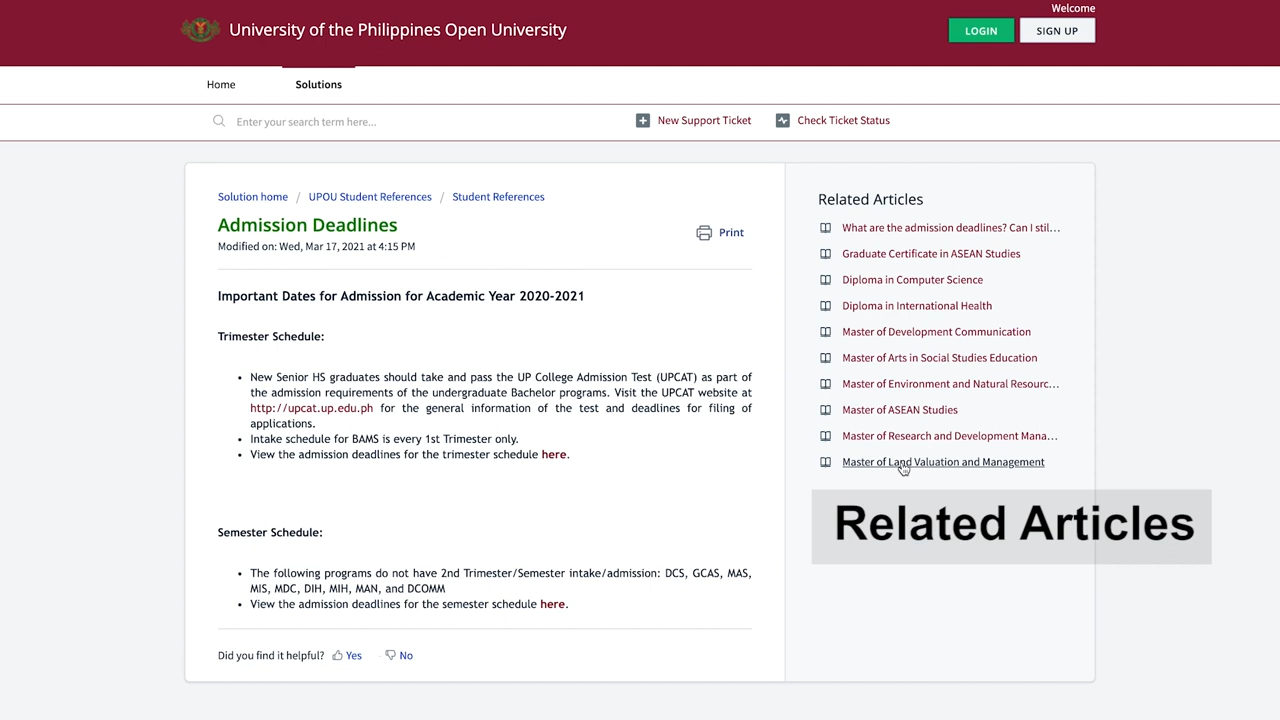 Welcome
University of the Philippines Open University
LOGIN
SIGN UP
Home
Solutions
Enter your search term here...
New Support Ticket
Check Ticket Status
Solution home / UPOU Student References / Student References
Admission Deadlines
Modified on: Wed, Mar 17, 2021 at 4:15 PM
Print
Important Dates for Admission for Academic Year 2020-2021
Trimester Schedule:
• New Senior HS graduates should take and pass the UP College Admission Test (UPCAT) as part of
the admission requirements of the undergraduate Bachelor programs. Visit the UPCAT website at
http://upcat.up.edu.ph for the general information of the test and deadlines for filing of
applications.
• Intake schedule for BAMS is every 1st Trimester only.
• View the admission deadlines for the trimester schedule here.
Semester Schedule:
• The following programs do not have 2nd Trimester/Semester intake/admission: DCS, GCAS, MAS,
MIS, MDC, DIH, MIH, MAN, and DCOMM
• View the admission deadlines for the semester schedule here.
Did you find it helpful? Yes No
Related Articles
What are the admission deadlines? Can I stil...
Graduate Certificate in ASEAN Studies
Diploma in Computer Science
Diploma in International Health
Master of Development Communication
Master of Arts in Social Studies Education
Master of Environment and Natural Resourc...
Master of ASEAN Studies
Master of Research and Development Mana...
Master of Land Valuation and Management
Related Articles